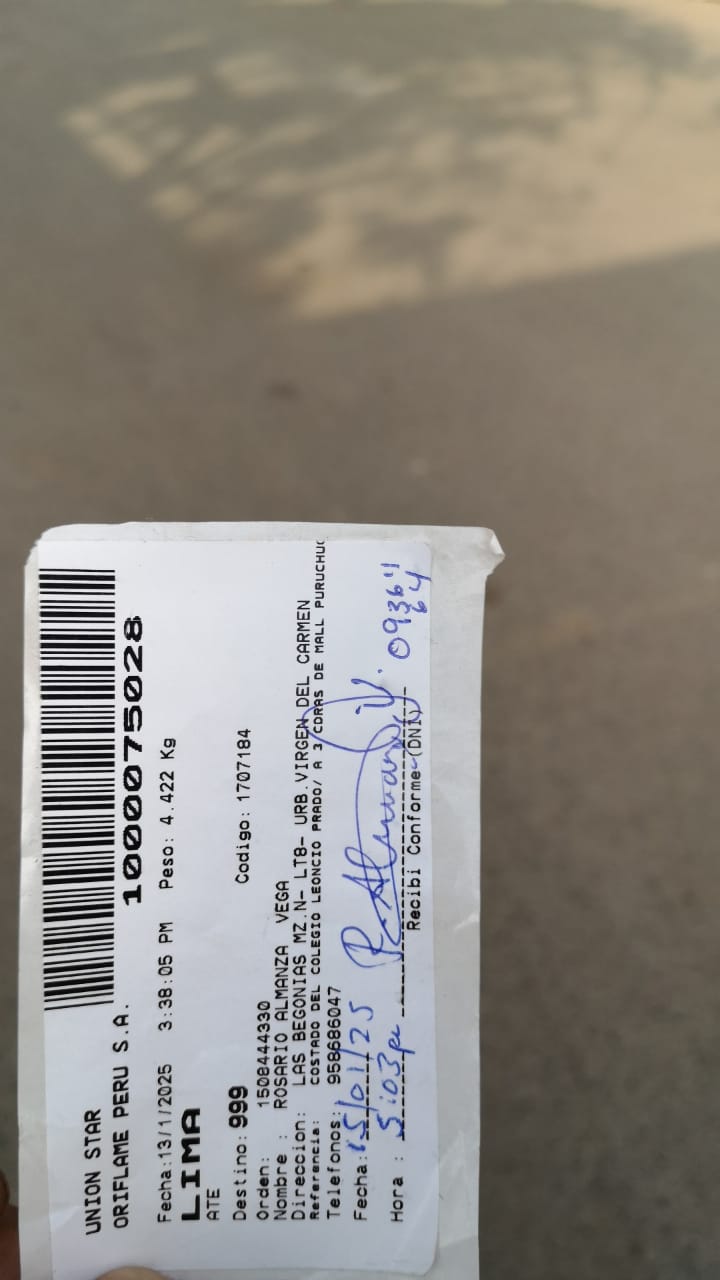 UNION STAR
ORIFLAME PERU S.A.
1000075028
Fecha:13/1/2025 3:38:05 PM Peso: 4.422 Kg
LIMA
ATE
Destino: 999 Codigo: 1707184
Orden: 1508444330
Nombre : ROSARIO ALMANZA VEGA
Direccion: LAS BEGONIAS MZ.N- LT8- URB.VIRGEN DEL CARMEN
Referencia: COSTADO DEL COLEGIO LEONCIO PRADO/ A 3 CDRAS DE MALL PURUCHUC
Telefonos: 958686047
Fecha: 15/01/25
Hora : 5:03 pm
Recibi Conforme (DNI)